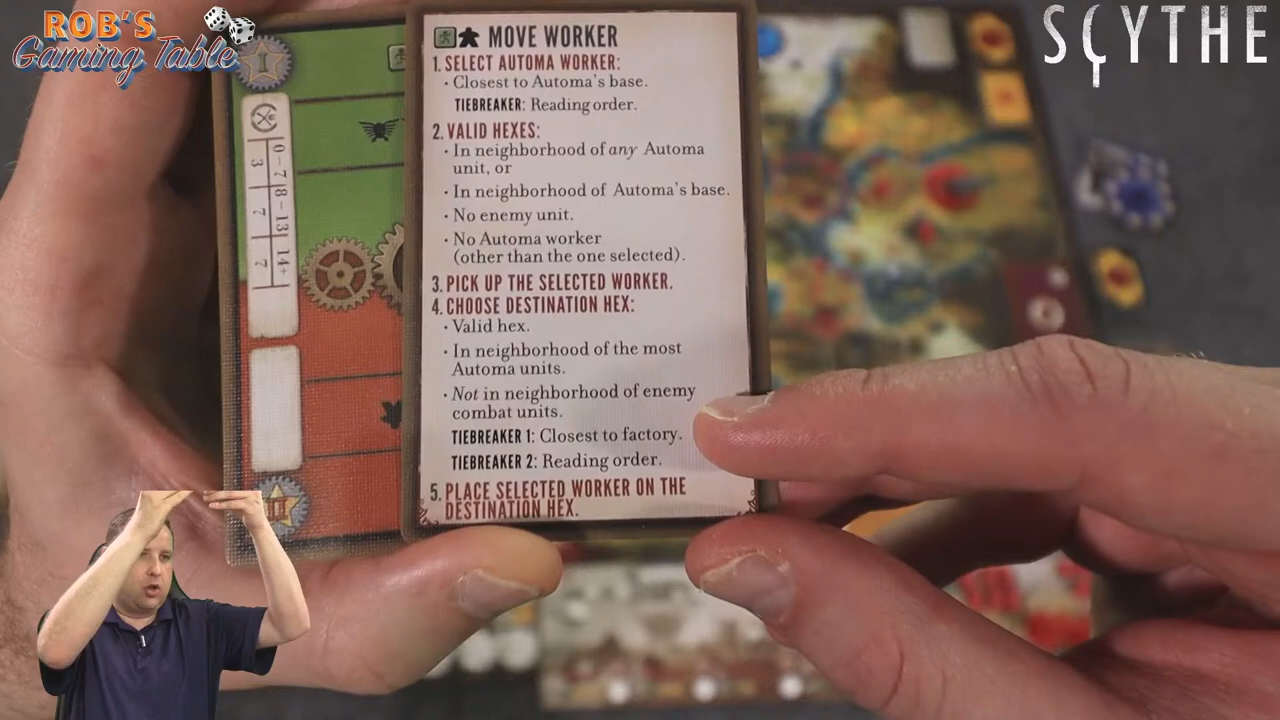 ROB'S
Gaming Table
SCYTHE
I
0-7 8-13 14+
3 7 7
II
MOVE WORKER
1. SELECT AUTOMA WORKER:
· Closest to Automa's base.
TIEBREAKER: Reading order.
2. VALID HEXES:
· In neighborhood of any Automa
unit, or
· In neighborhood of Automa's base.
· No enemy unit.
· No Automa worker
(other than the one selected).
3. PICK UP THE SELECTED WORKER.
4. CHOOSE DESTINATION HEX:
· Valid hex.
· In neighborhood of the most
Automa units.
· Not in neighborhood of enemy
combat units.
TIEBREAKER 1: Closest to factory.
TIEBREAKER 2: Reading order.
5. PLACE SELECTED WORKER ON THE
DESTINATION HEX.